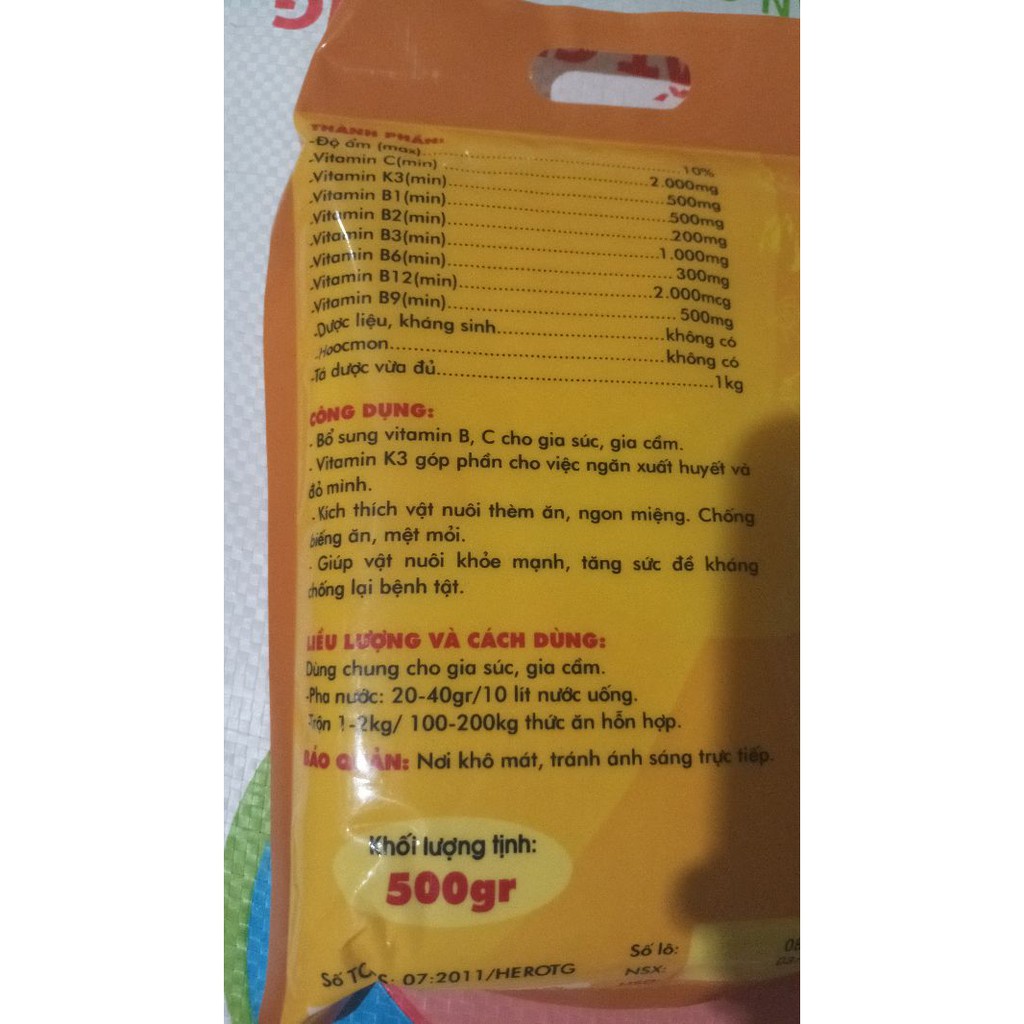 THÀNH PHẦN:
-Độ ẩm (max)..........10%
-Vitamin C(min)..........2.000mg
-Vitamin K3(min)..........500mg
-Vitamin B1(min)..........500mg
-Vitamin B2(min)..........200mg
-Vitamin B3(min)..........1.000mg
-Vitamin B6(min)..........300mg
-Vitamin B12(min)..........2.000mcg
-Vitamin B9(min)..........500mg
-Dược liệu, kháng sinh..........không có
-Hoocmon..........không có
-Tá dược vừa đủ..........1kg
CÔNG DỤNG:
. Bổ sung vitamin B, C cho gia súc, gia cầm.
. Vitamin K3 góp phần cho việc ngăn xuất huyết và
đỏ mình.
. Kích thích vật nuôi thèm ăn, ngon miệng. Chống
biếng ăn, mệt mỏi.
. Giúp vật nuôi khỏe mạnh, tăng sức đề kháng
chống lại bệnh tật.
LIỀU LƯỢNG VÀ CÁCH DÙNG:
Dùng chung cho gia súc, gia cầm.
-Pha nước: 20-40gr/10 lít nước uống.
-Trộn 1-2kg/ 100-200kg thức ăn hỗn hợp.
BẢO QUẢN: Nơi khô mát, tránh ánh sáng trực tiếp.
Khối lượng tịnh:
500gr
Số lô:
Số TCCS: 07:2011/HEROTG
NSX: